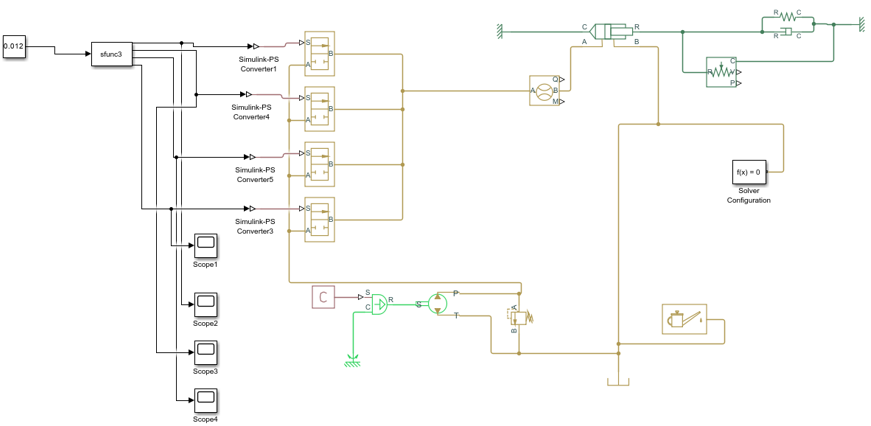 0.012
sfunc3
Simulink-PS
Converter1
Simulink-PS
Converter4
Simulink-PS
Converter5
Simulink-PS
Converter3
S
A
B
S
A
B
S
A
B
S
A
B
Scope1
Scope2
Scope3
Scope4
C
S
C
R
S
P
T
A
B
A
Q
B
M
C
R
A
B
R
C
R
C
C
R
V
P
f(x) = 0
Solver
Configuration